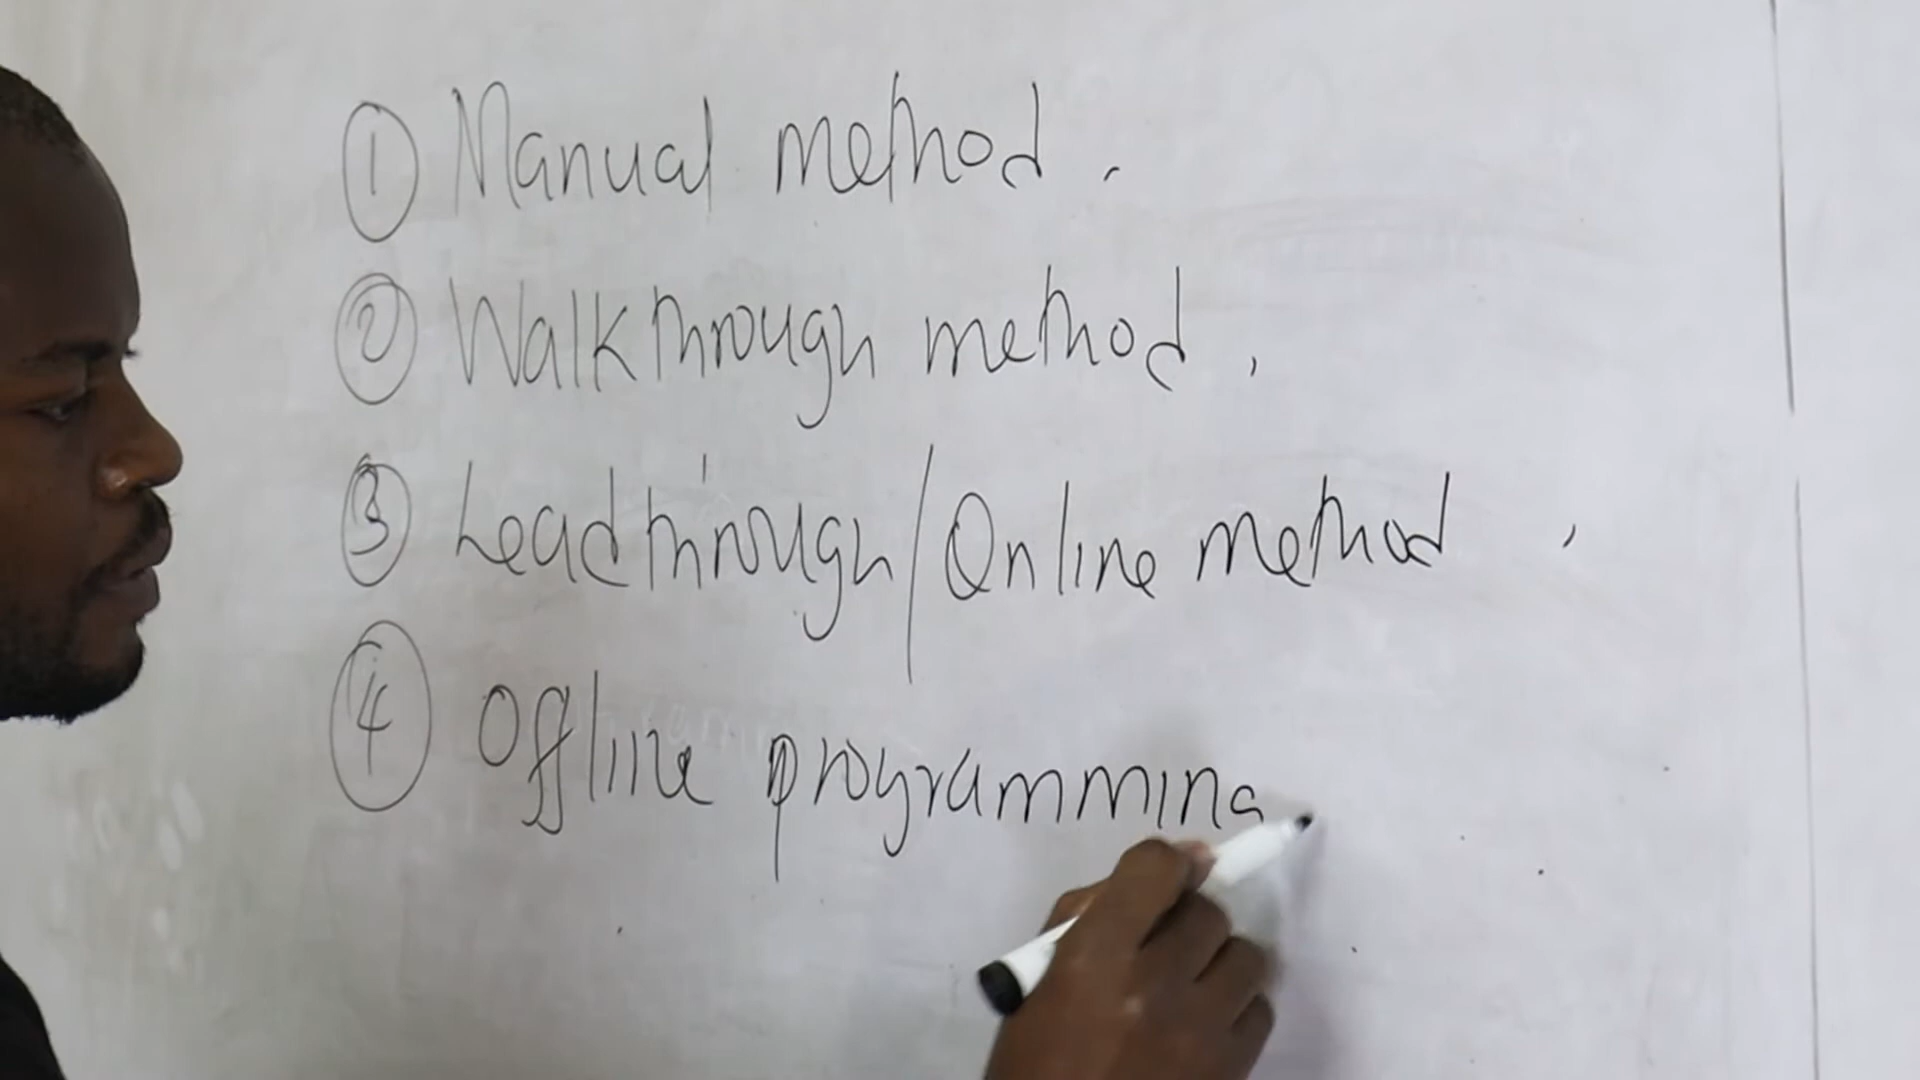 ① Manual method.
② Walkthrough method.
③ Leadthrough/Online method.
④ Offline programming